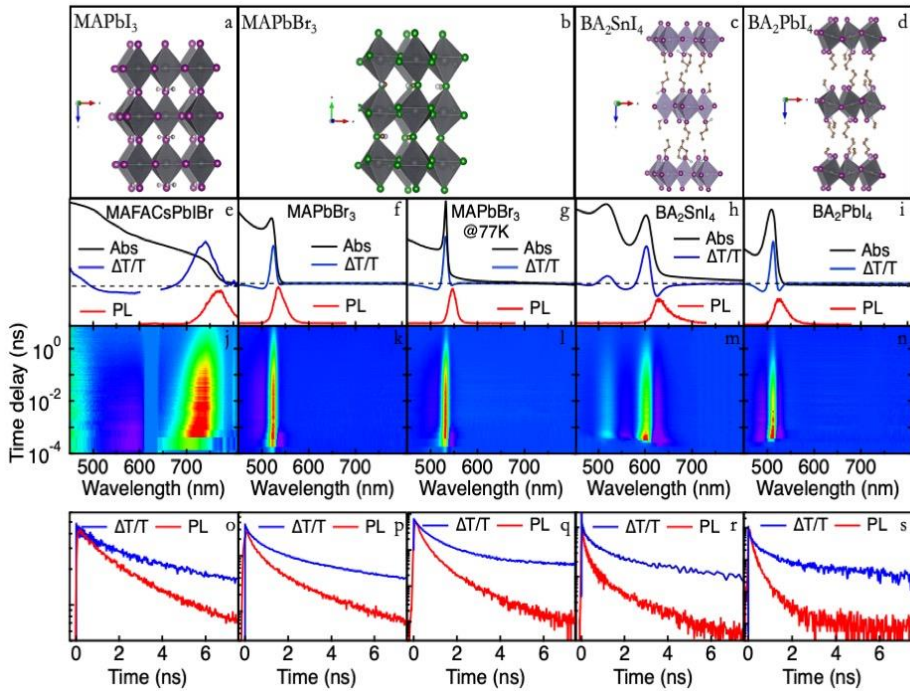 MAPbI3 a
MAPbBr3 b
BA2SnI4 c
BA2PbI4 d
MAFACsPbIBr e
Abs
ΔT/T
PL
MAPbBr3 f
Abs
ΔT/T
PL
MAPbBr3 g
@77K
Abs
ΔT/T
PL
BA2SnI4 h
Abs
ΔT/T
PL
BA2PbI4 i
Abs
ΔT/T
PL
Time delay (ns)
10^0
10^-2
10^-4
j
k
l
m
n
500 700
500 600 700
500 600 700
500 600 700
500 600 700
Wavelength (nm)
Wavelength (nm)
Wavelength (nm)
Wavelength (nm)
Wavelength (nm)
ΔT/T PL o
ΔT/T PL p
ΔT/T PL q
ΔT/T PL r
ΔT/T PL s
0 2 4 6
0 2 4 6
0 2 4 6
0 2 4 6
0 2 4 6
Time (ns)
Time (ns)
Time (ns)
Time (ns)
Time (ns)